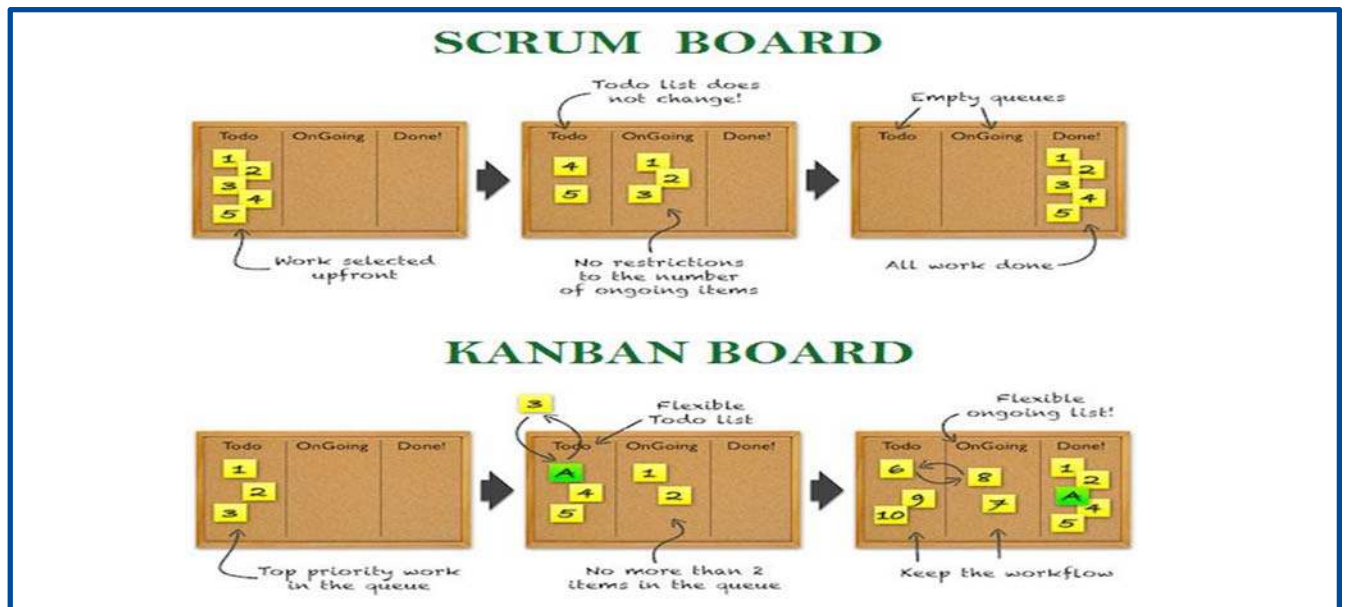 SCRUM BOARD
Todo list does
not change!
Empty queues
Todo OnGoing Done!
1
2
3
4
5
Todo OnGoing Done!
4
5
1
2
3
Todo OnGoing Done!
1
2
3
4
5
Work selected
upfront
No restrictions
to the number
of ongoing items
All work done
KANBAN BOARD
3
Flexible
Todo list
Flexible
ongoing list!
Todo OnGoing Done!
1
2
3
Todo OnGoing Done!
A
4
5
1
2
Todo OnGoing Done!
6
9
10
8
7
1
2
A
4
5
Top priority work
in the queue
No more than 2
items in the queue
Keep the workflow